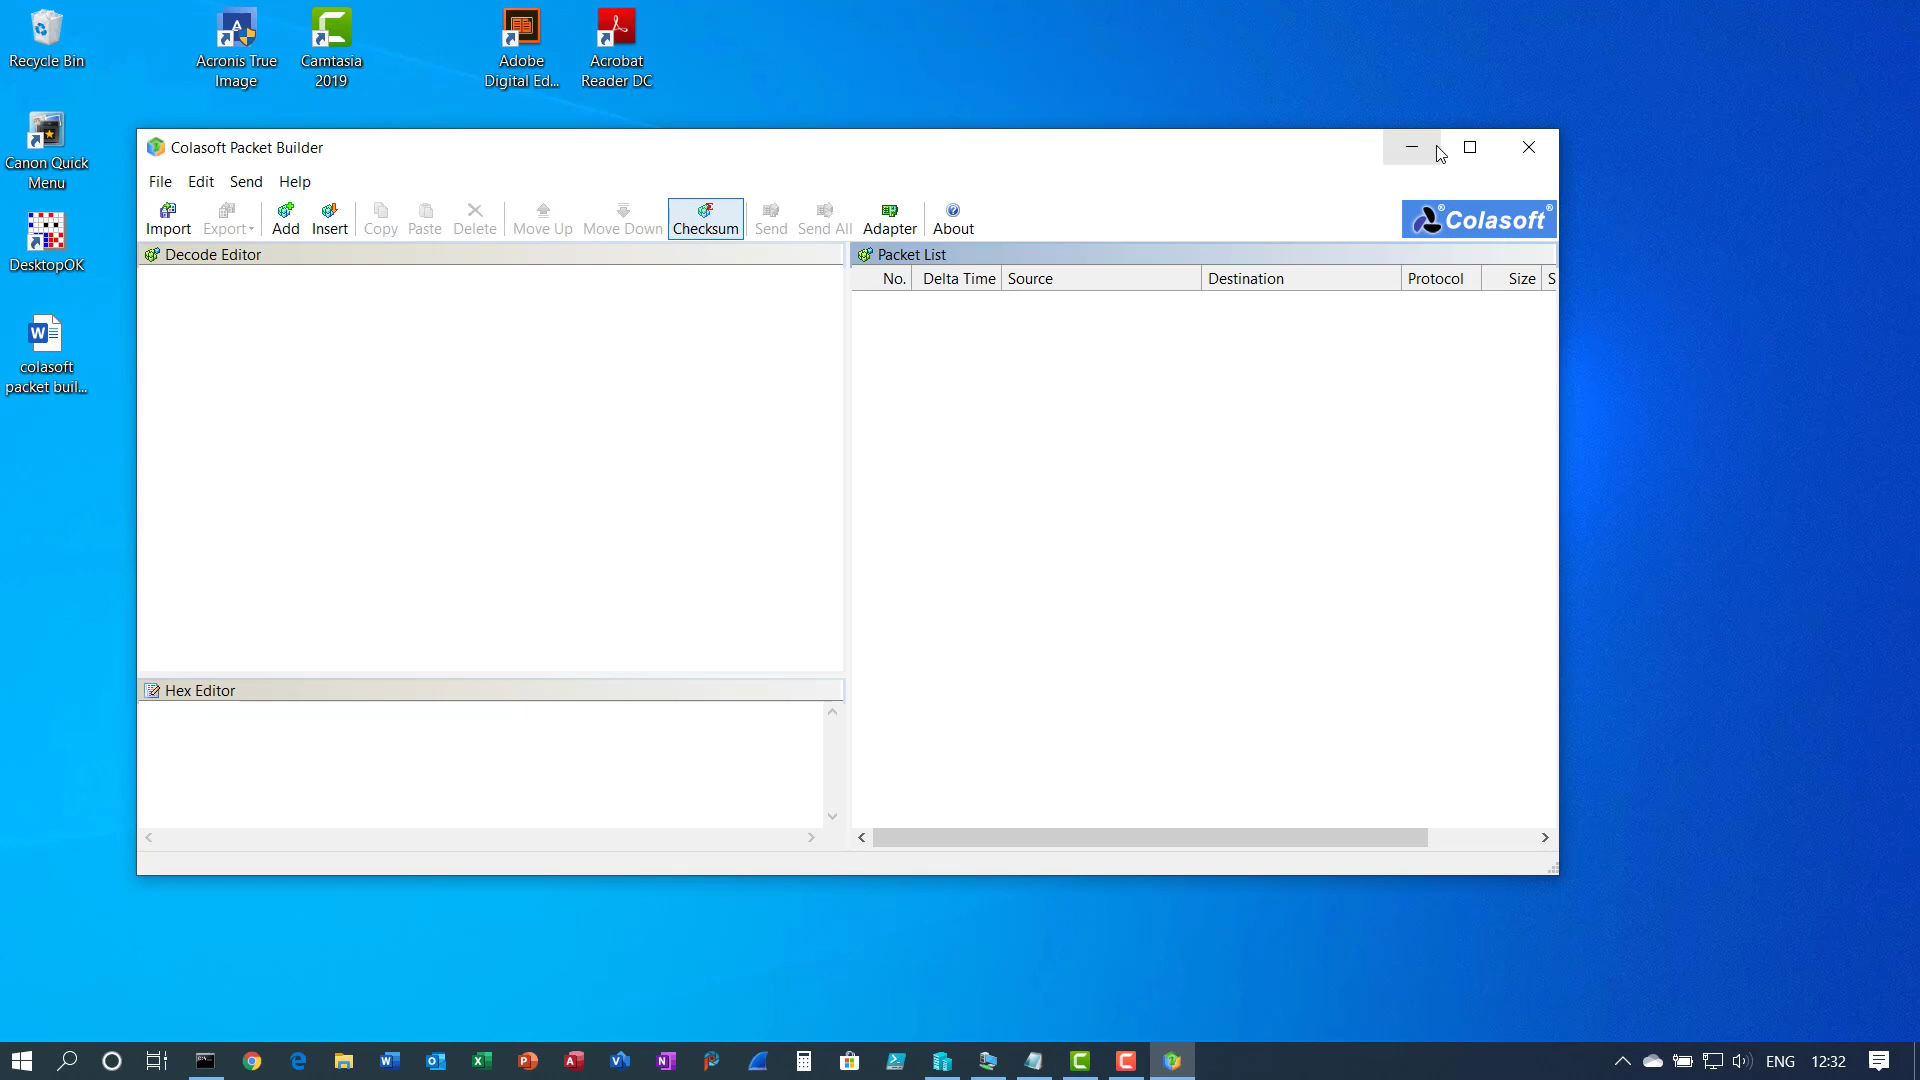 Recycle Bin
Acronis True
Image
Camtasia
2019
Adobe
Digital Ed...
Acrobat
Reader DC
Canon Quick
Menu
DesktopOK
colasoft
packet buil...
Colasoft Packet Builder
File Edit Send Help
Import Export Add Insert Copy Paste Delete Move Up Move Down Checksum Send Send All Adapter About
Colasoft
Decode Editor
Packet List
No. Delta Time Source Destination Protocol Size S
Hex Editor
ENG 12:32